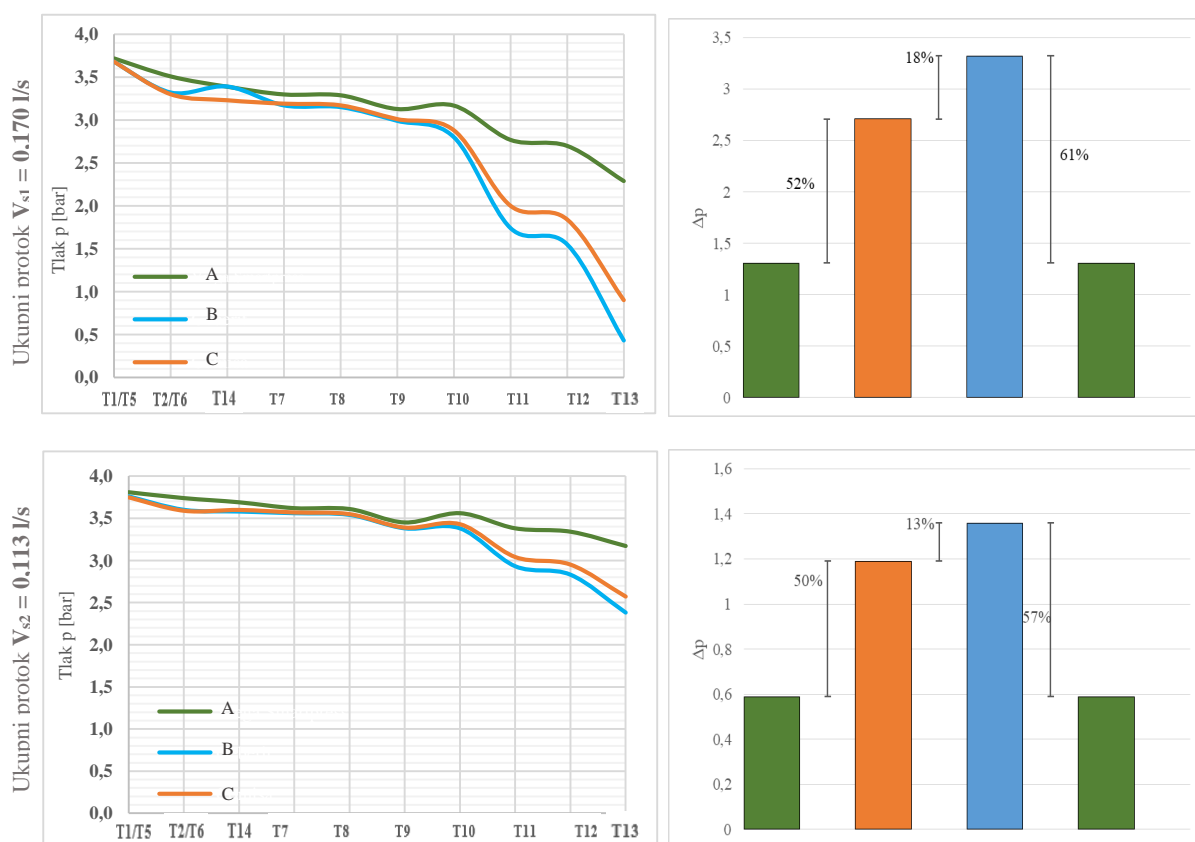 Ukupni protok Vs1 = 0.170 l/s
Tlak p [bar]
4,0
3,5
3,0
2,5
2,0
1,5
1,0
0,5
0,0
A
B
C
T1/T5 T2/T6 T14 T7 T8 T9 T10 T11 T12 T13
Δp
3,5
3
2,5
2
1,5
1
0,5
0
52%
18%
61%
Ukupni protok Vs2 = 0,113 l/s
Tlak p [bar]
4,0
3,5
3,0
2,5
2,0
1,5
1,0
0,5
0,0
A
B
C
T1/T5 T2/T6 T14 T7 T8 T9 T10 T11 T12 T13
Δp
1,6
1,4
1,2
1
0,8
0,6
0,4
0,2
0
50%
13%
57%